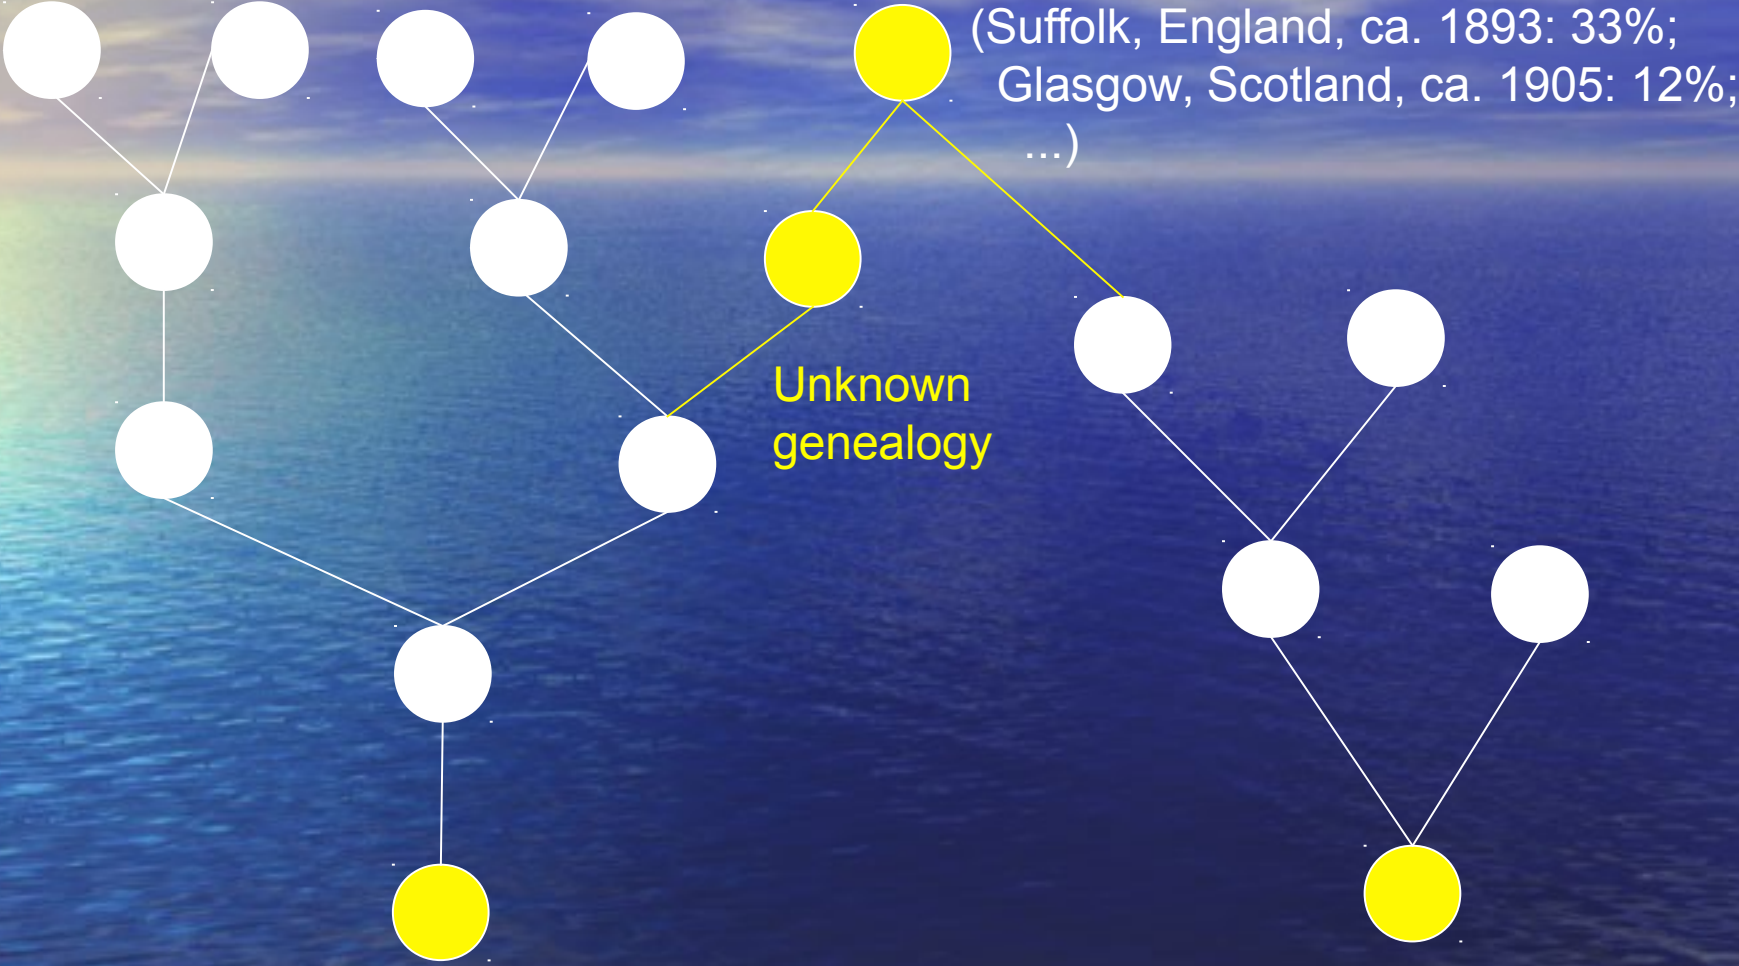 (Suffolk, England, ca. 1893: 33%;
Glasgow, Scotland, ca. 1905: 12%;
...)
Unknown
genealogy